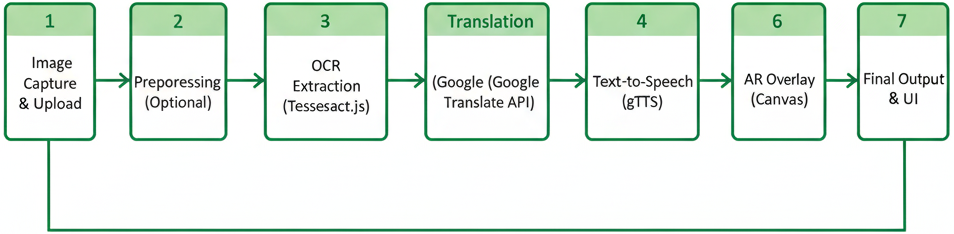 1
Image
Capture
& Upload
2
Preporessing
(Optional)
3
OCR
Extraction
(Tessesact.js)
Translation
(Google (Google
Translate API)
4
Text-to-Speech
(gTTS)
6
AR Overlay
(Canvas)
7
Final Output
& UI